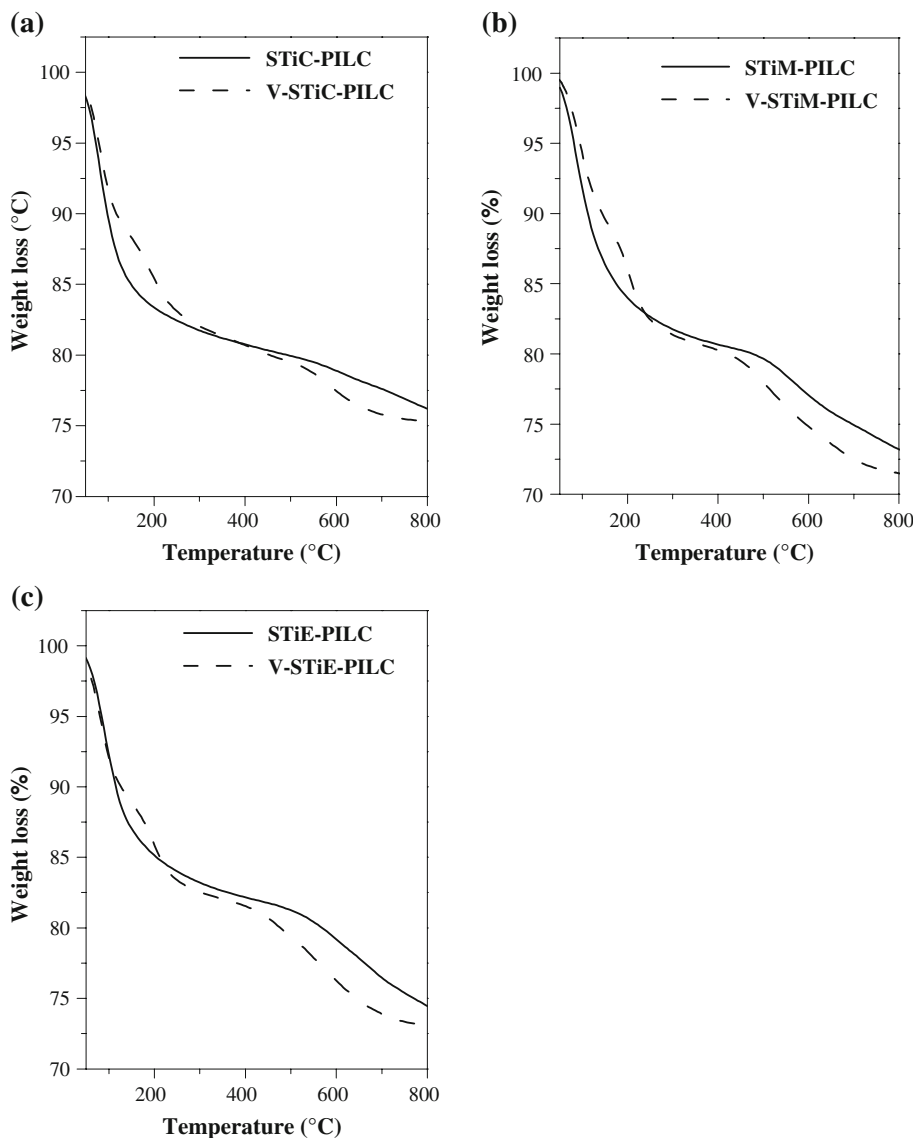 (a)
STiC-PILC
V-STiC-PILC
100
95
90
85
80
75
70
Weight loss (°C)
200 400 600 800
Temperature (°C)
(b)
STiM-PILC
V-STiM-PILC
100
95
90
85
80
75
70
Weight loss (%)
200 400 600 800
Temperature (°C)
(c)
STiE-PILC
V-STiE-PILC
100
95
90
85
80
75
70
Weight loss (%)
200 400 600 800
Temperature (°C)